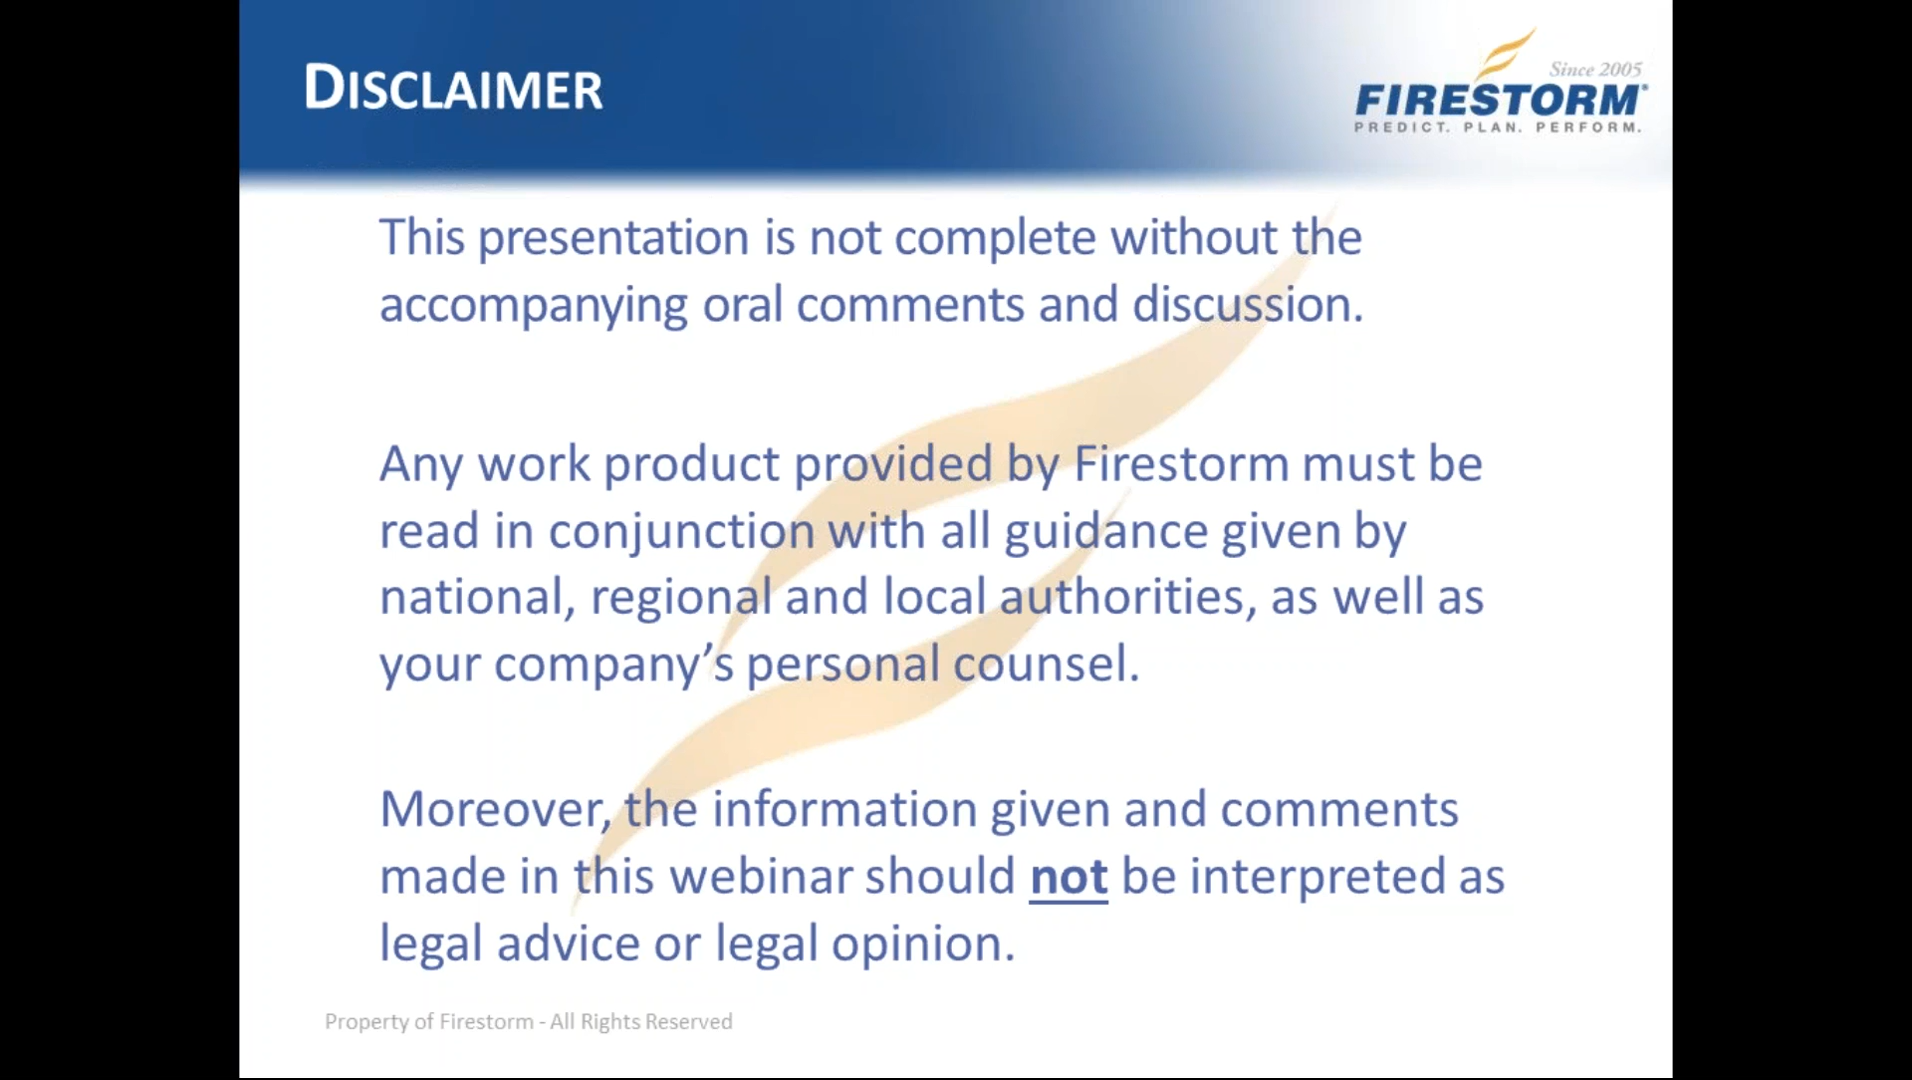 DISCLAIMER
Since 2005
FIRESTORM®
PREDICT. PLAN. PERFORM.
This presentation is not complete without the
accompanying oral comments and discussion.
Any work product provided by Firestorm must be
read in conjunction with all guidance given by
national, regional and local authorities, as well as
your company’s personal counsel.
Moreover, the information given and comments
made in this webinar should not be interpreted as
legal advice or legal opinion.
Property of Firestorm - All Rights Reserved